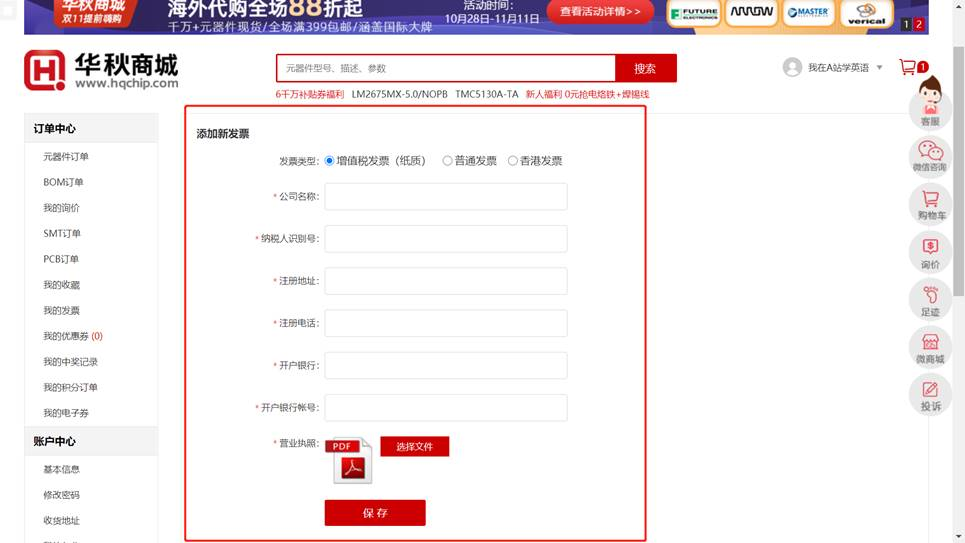 华秋商城
双11提前嗨购
海外代购全场88折起
千万+元器件现货/全场满399包邮/涵盖国际大牌
活动时间:
10月28日-11月11日
查看活动详情>>
FUTURE
ELECTRONICS
MASTER
verical
1 2
华秋商城
www.hqchip.com
元器件型号、描述、参数
搜索
我在A站学英语
1
6千万补贴券福利 LM2675MX-5.0/NOPB TMC5130A-TA 新人福利 0元抢电烙铁+焊锡线
订单中心
元器件订单
BOM订单
我的询价
SMT订单
PCB订单
我的收藏
我的发票
我的优惠券 (0)
我的中奖记录
我的积分订单
我的电子券
账户中心
基本信息
修改密码
收货地址
添加新发票
发票类型: 增值税发票（纸质） 普通发票 香港发票
* 公司名称:
* 纳税人识别号:
* 注册地址:
* 注册电话:
* 开户银行:
* 开户银行帐号:
* 营业执照:
PDF
选择文件
保 存
客服
微信咨询
购物车
询价
足迹
微商城
投诉